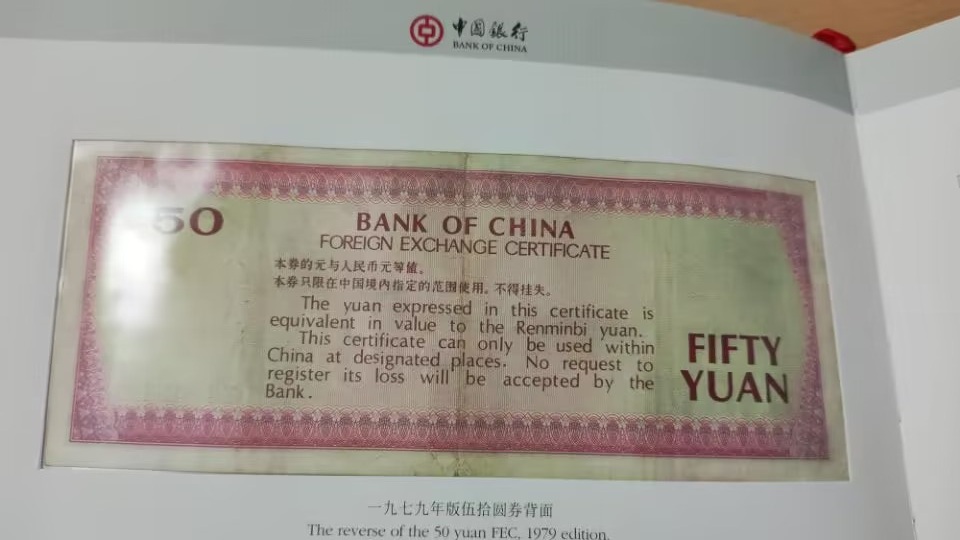 中国银行
BANK OF CHINA
50
BANK OF CHINA
FOREIGN EXCHANGE CERTIFICATE
本券的元与人民币元等值。
本券只限在中国境内指定的范围使用。不得挂失。
The yuan expressed in this certificate is
equivalent in value to the Renminbi yuan.
This certificate can only be used within
China at designated places. No request to
register its loss will be accepted by the
Bank.
FIFTY
YUAN
一九七九年版伍拾圆券背面
The reverse of the 50 yuan FEC, 1979 edition.